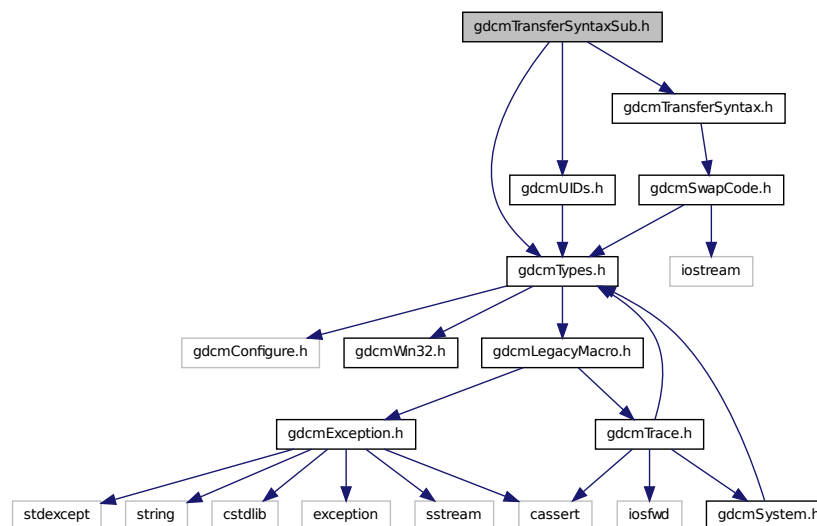 gdcmTransferSyntaxSub.h
gdcmTransferSyntax.h
gdcmUIDs.h
gdcmSwapCode.h
gdcmTypes.h
iostream
gdcmConfigure.h
gdcmWin32.h
gdcmLegacyMacro.h
gdcmException.h
gdcmTrace.h
stdexcept
string
cstdlib
exception
sstream
cassert
iosfwd
gdcmSystem.h